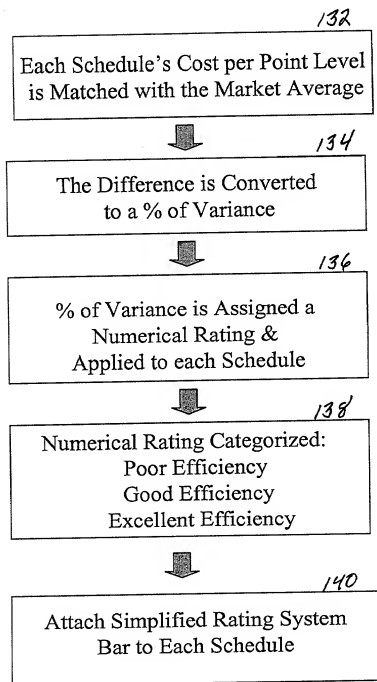 132
Each Schedule's Cost per Point Level
is Matched with the Market Average
134
The Difference is Converted
to a % of Variance
136
% of Variance is Assigned a
Numerical Rating &
Applied to each Schedule
138
Numerical Rating Categorized:
Poor Efficiency
Good Efficiency
Excellent Efficiency
140
Attach Simplified Rating System
Bar to Each Schedule